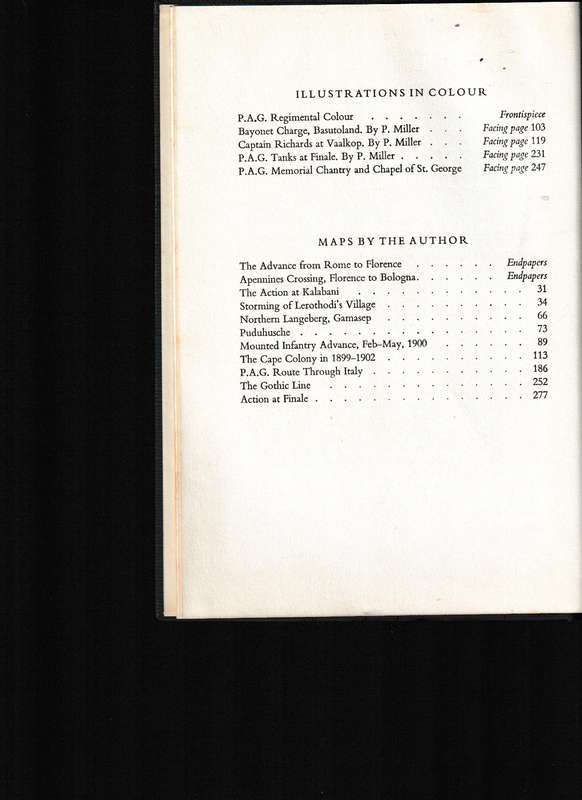 ILLUSTRATIONS IN COLOUR
P.A.G. Regimental Colour . . . . . . . Frontispiece
Bayonet Charge, Basutoland. By P. Miller . . . Facing page 103
Captain Richards at Vaalkop. By P. Miller . . . Facing page 119
P.A.G. Tanks at Finale. By P. Miller . . . . . Facing page 231
P.A.G. Memorial Chantry and Chapel of St. George Facing page 247
MAPS BY THE AUTHOR
The Advance from Rome to Florence . . . . . . Endpapers
Apennines Crossing, Florence to Bologna . . . . . . Endpapers
The Action at Kalabani . . . . . . . . . . . 31
Storming of Lerothodi's Village . . . . . . . . . 34
Northern Langeberg, Gamasep . . . . . . . . . 66
Puduhusche . . . . . . . . . . . . . . 73
Mounted Infantry Advance, Feb–May, 1900 . . . . . . 89
The Cape Colony in 1899–1902 . . . . . . . . . 113
P.A.G. Route Through Italy . . . . . . . . . . 186
The Gothic Line . . . . . . . . . . . . . 252
Action at Finale . . . . . . . . . . . . . . 277